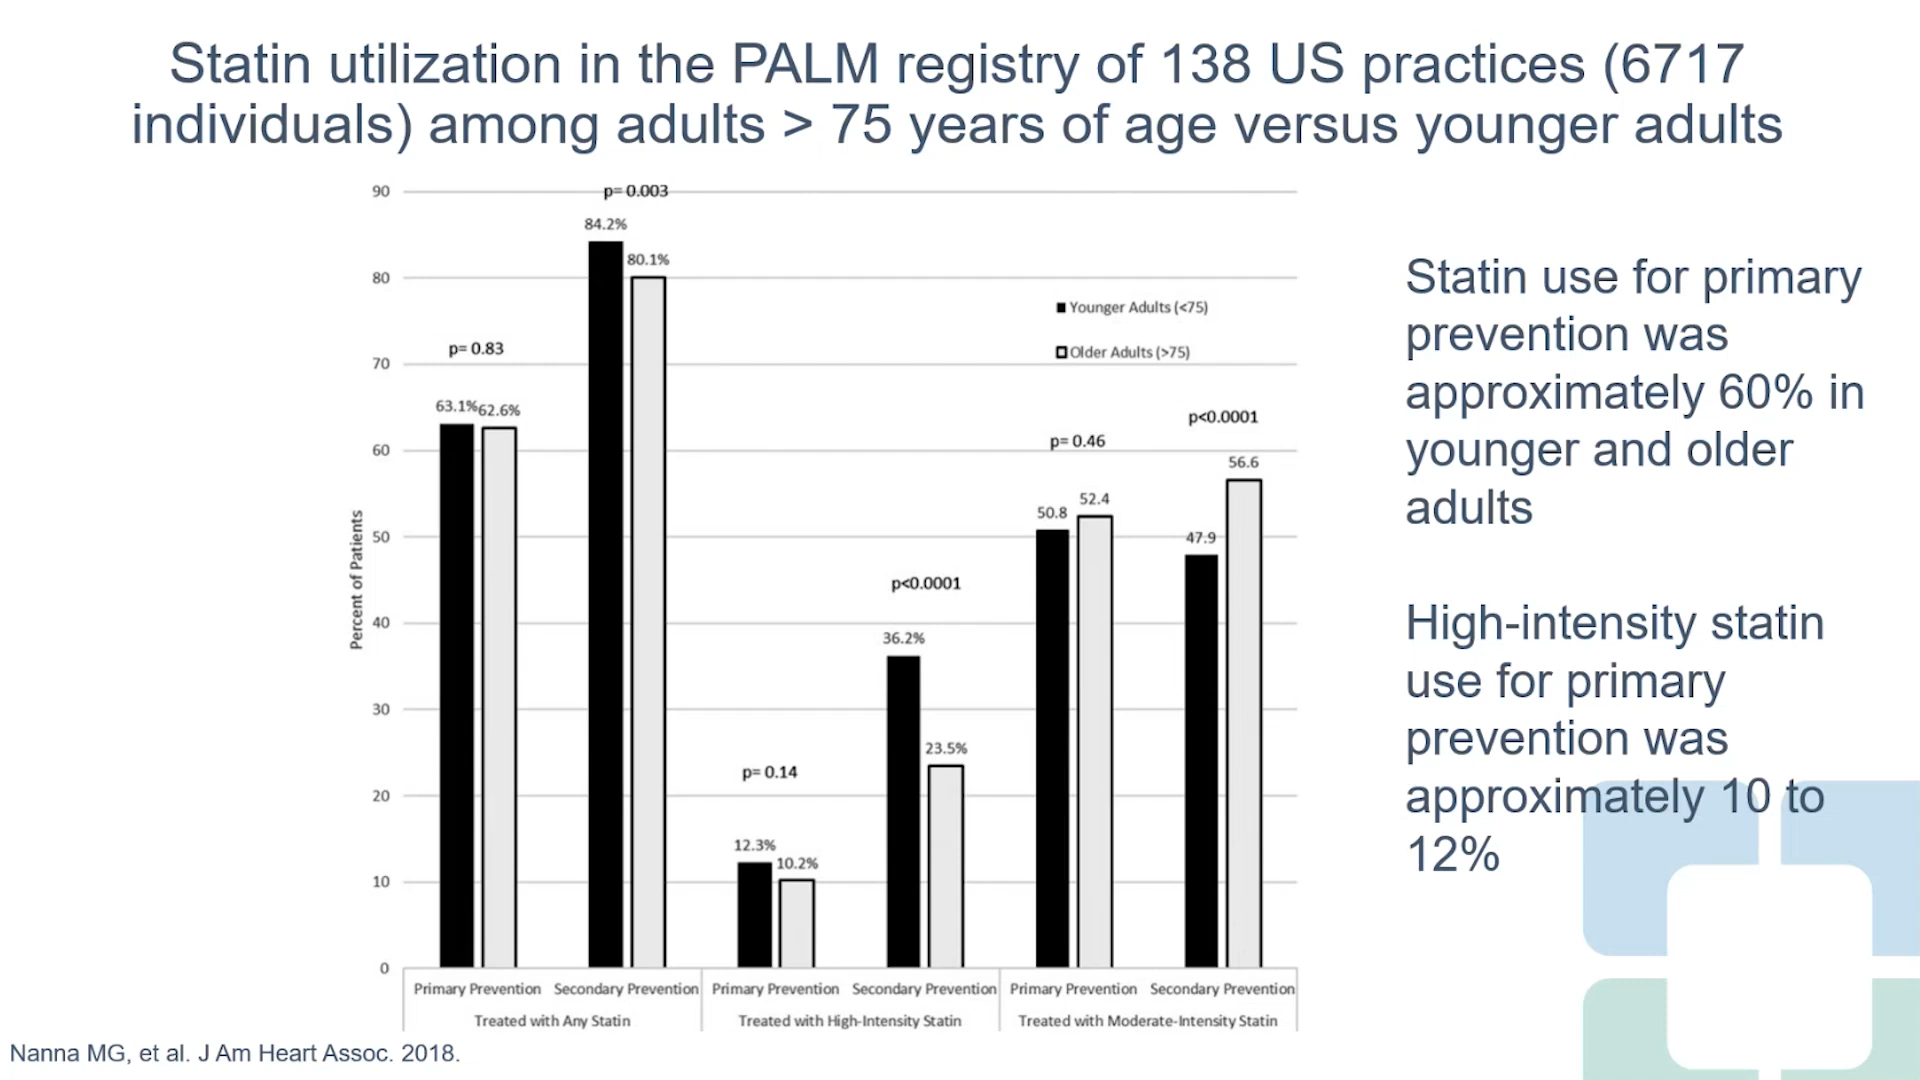 Statin utilization in the PALM registry of 138 US practices (6717
individuals) among adults > 75 years of age versus younger adults
90
80
70
60
50
40
30
20
10
0
Percent of Patients
p= 0.83
63.1%
62.6%
p= 0.003
84.2%
80.1%
p= 0.14
12.3%
10.2%
p<0.0001
36.2%
23.5%
p= 0.46
50.8
52.4
p<0.0001
47.9
56.6
Younger Adults (<75)
Older Adults (>75)
Primary Prevention
Secondary Prevention
Primary Prevention
Secondary Prevention
Primary Prevention
Secondary Prevention
Treated with Any Statin
Treated with High-Intensity Statin
Treated with Moderate-Intensity Statin
Statin use for primary
prevention was
approximately 60% in
younger and older
adults
High-intensity statin
use for primary
prevention was
approximately 10 to
12%
Nanna MG, et al. J Am Heart Assoc. 2018.